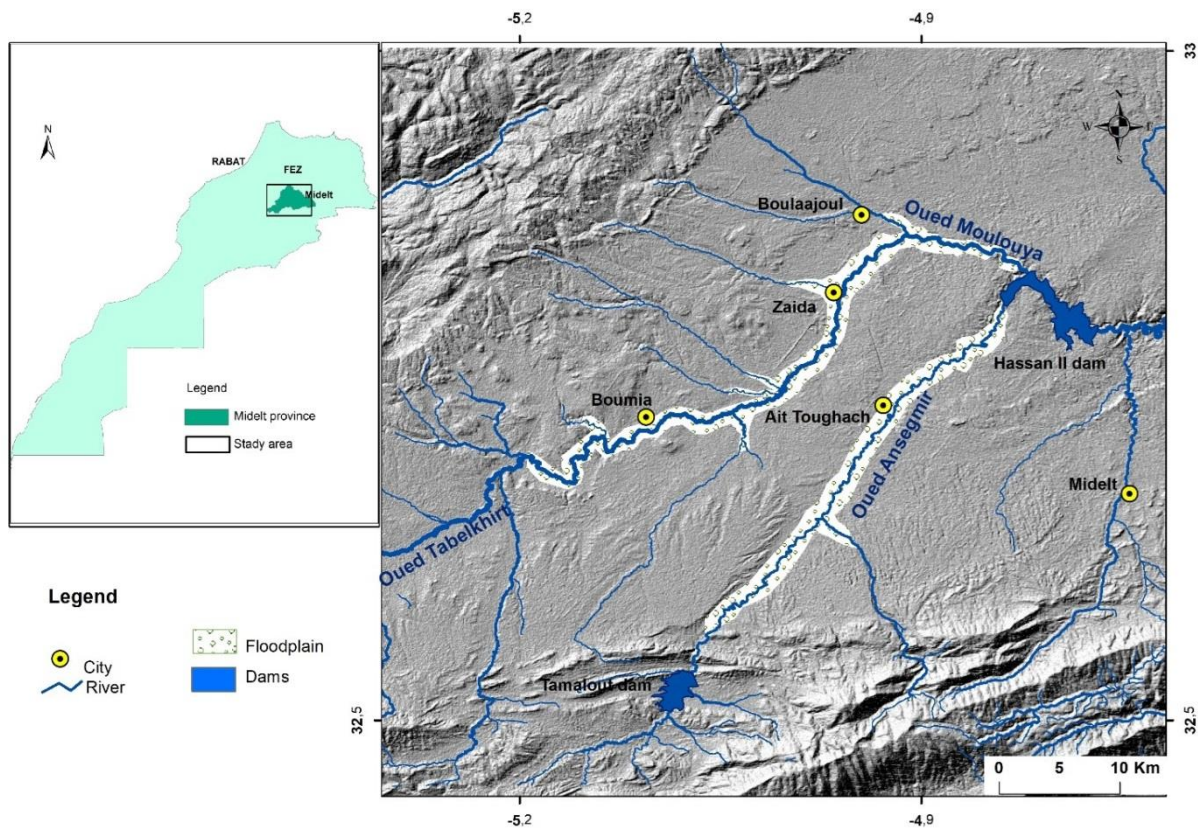 -5,2
-4,9
33
N
RABAT
FEZ
Midelt
Legend
Midelt province
Stady area
N
W
E
S
Boulaajoul
Oued Moulouya
Zaida
Hassan II dam
Boumia
Ait Toughach
Oued Ansegmir
Midelt
Oued Tabelkhirt
Tamalout dam
32,5
32,5
0 5 10 Km
-5,2
-4,9
Legend
City
River
Floodplain
Dams